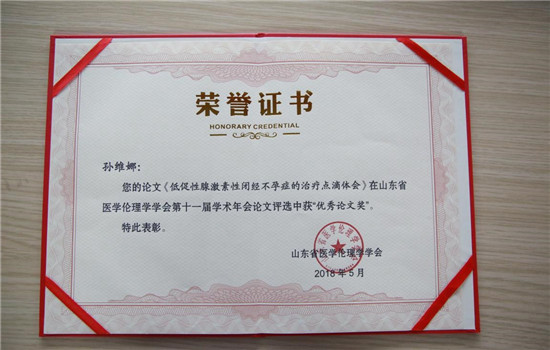 荣誉证书
HONORARY CREDENTIAL
孙维娜：
您的论文《低促性腺激素性闭经不孕症的治疗点滴体会》在山东省
医学伦理学学会第十一届学术年会论文评选中获“优秀论文奖”。
特此表彰。
山东省医学伦理学学会
2018 年 5 月